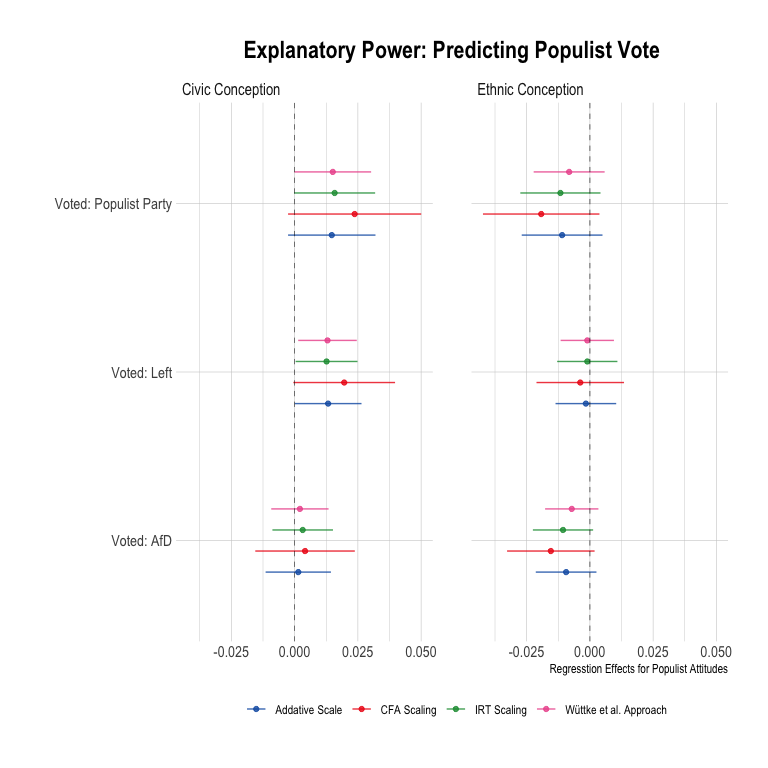 Explanatory Power: Predicting Populist Vote
Civic Conception
Ethnic Conception
Voted: Populist Party
Voted: Left
Voted: AfD
-0.025 0.000 0.025 0.050
-0.025 0.000 0.025 0.050
Regresstion Effects for Populist Attitudes
Addative Scale CFA Scaling IRT Scaling Wüttke et al. Approach